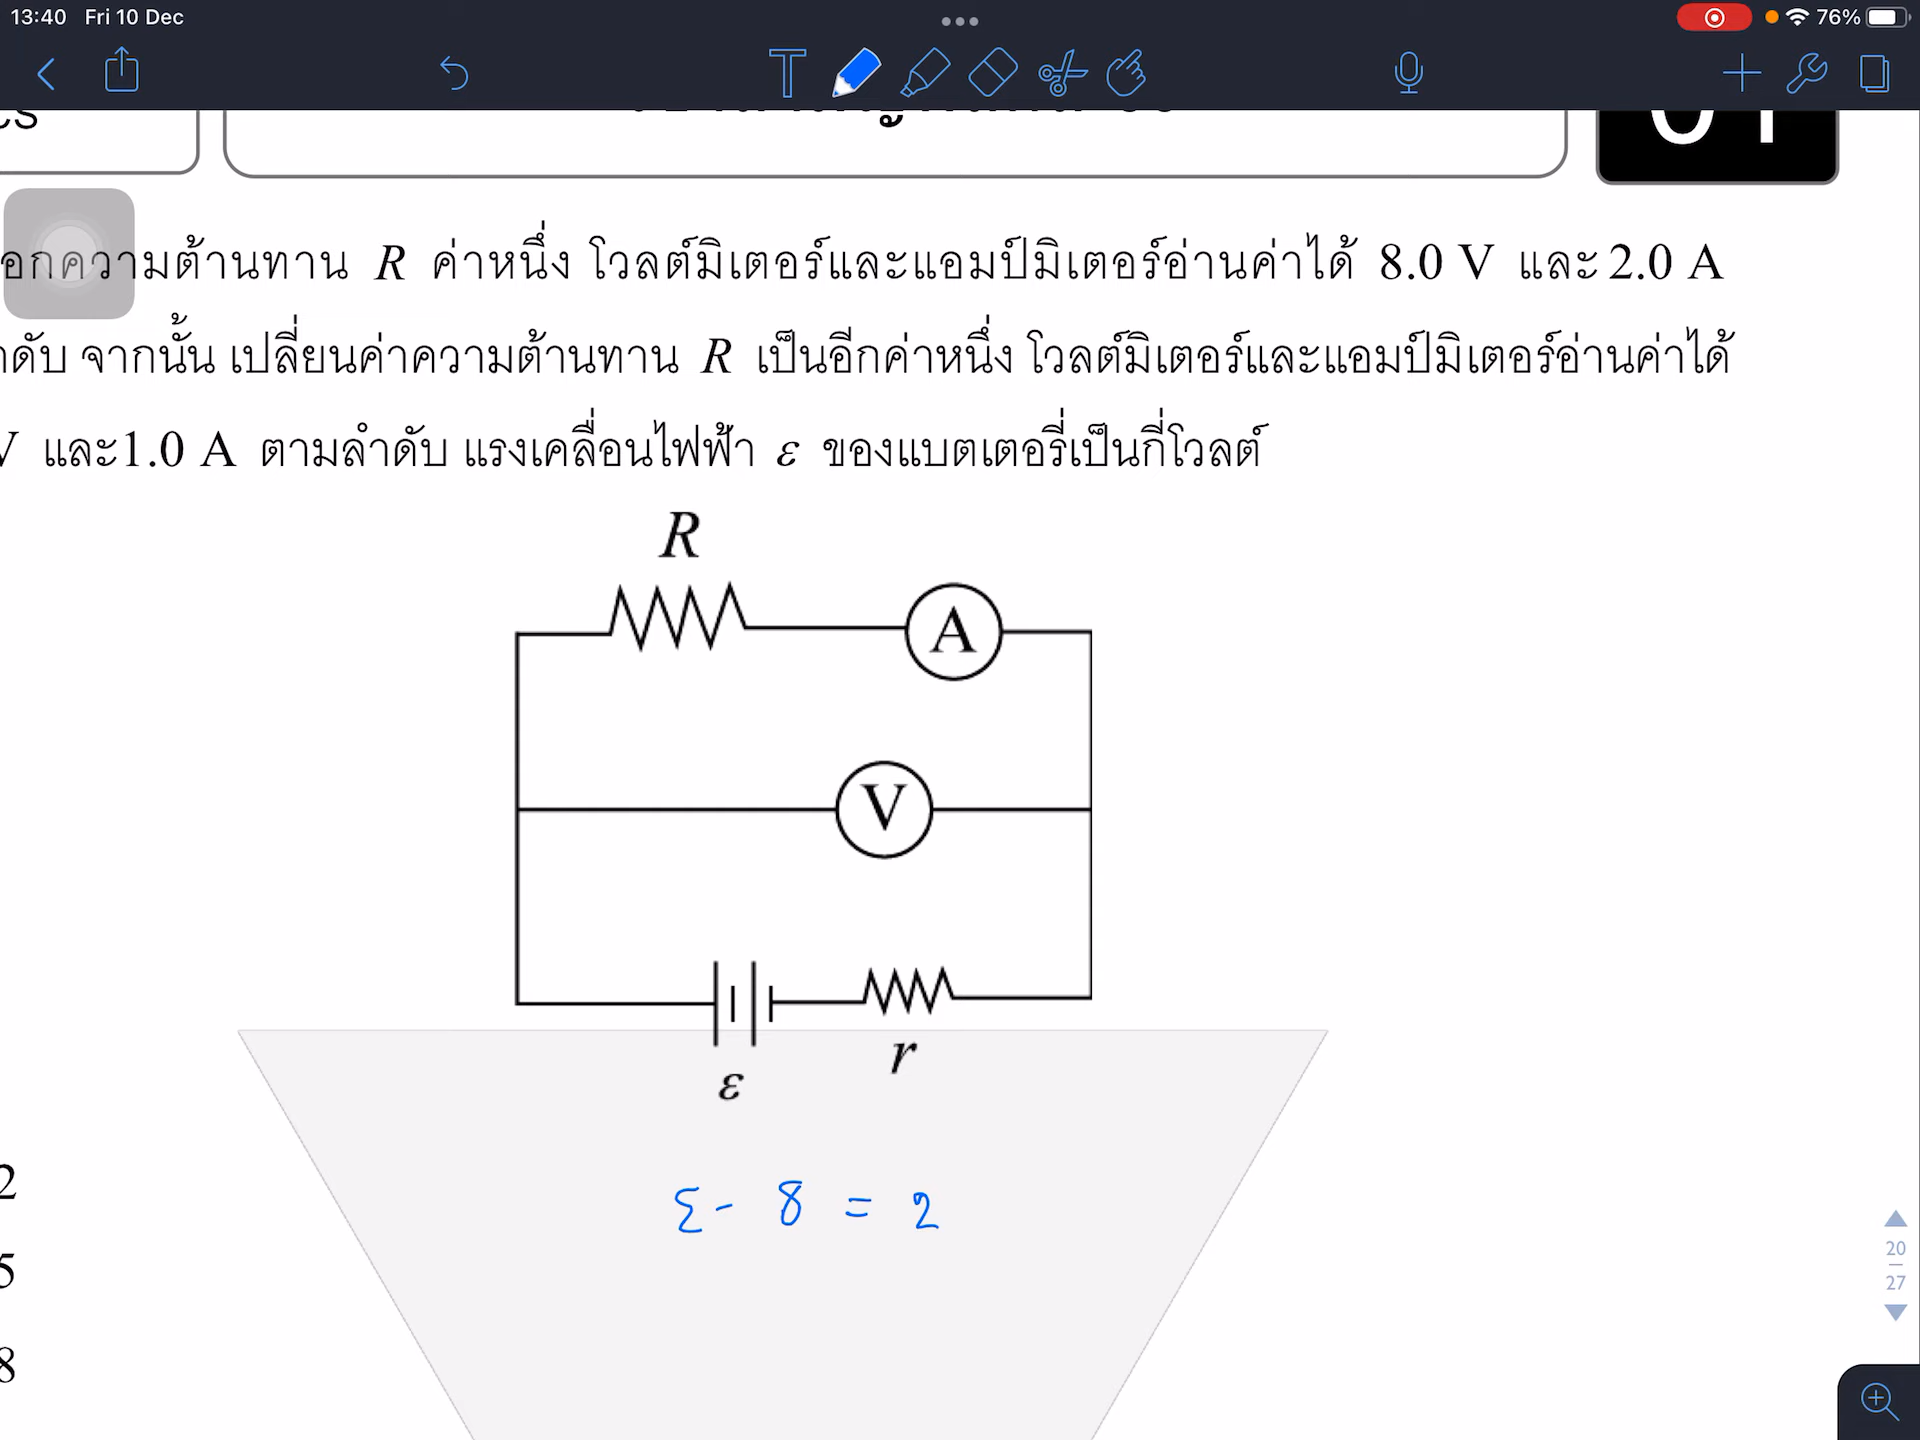 13:40 Fri 10 Dec
76%
T
cs
01
อกความต้านทาน R ค่าหนึ่ง โวลต์มิเตอร์และแอมป์มิเตอร์อ่านค่าได้ 8.0 V และ 2.0 A
าดับ จากนั้น เปลี่ยนค่าความต้านทาน R เป็นอีกค่าหนึ่ง โวลต์มิเตอร์และแอมป์มิเตอร์อ่านค่าได้
V และ1.0 A ตามลำดับ แรงเคลื่อนไฟฟ้า ε ของแบตเตอรี่เป็นกี่โวลต์
R
A
V
r
ε
2
Σ - 8 = 2
5
8
20
27